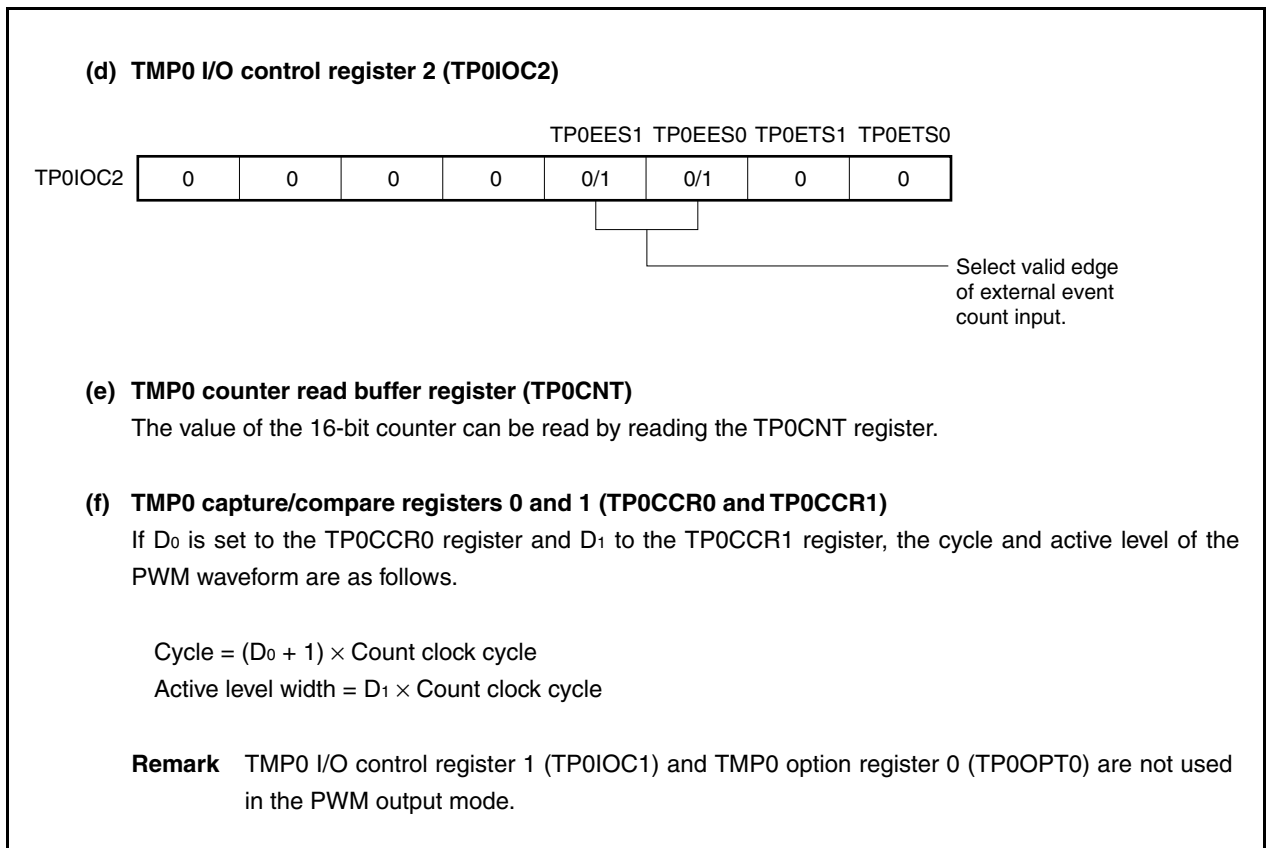 (d) TMP0 I/O control register 2 (TP0IOC2)
TP0EES1 TP0EES0 TP0ETS1 TP0ETS0
TP0IOC2 0 0 0 0 0/1 0/1 0 0
Select valid edge
of external event
count input.
(e) TMP0 counter read buffer register (TP0CNT)
The value of the 16-bit counter can be read by reading the TP0CNT register.
(f) TMP0 capture/compare registers 0 and 1 (TP0CCR0 and TP0CCR1)
If D0 is set to the TP0CCR0 register and D1 to the TP0CCR1 register, the cycle and active level of the
PWM waveform are as follows.
Cycle = (D0 + 1) × Count clock cycle
Active level width = D1 × Count clock cycle
Remark TMP0 I/O control register 1 (TP0IOC1) and TMP0 option register 0 (TP0OPT0) are not used
in the PWM output mode.